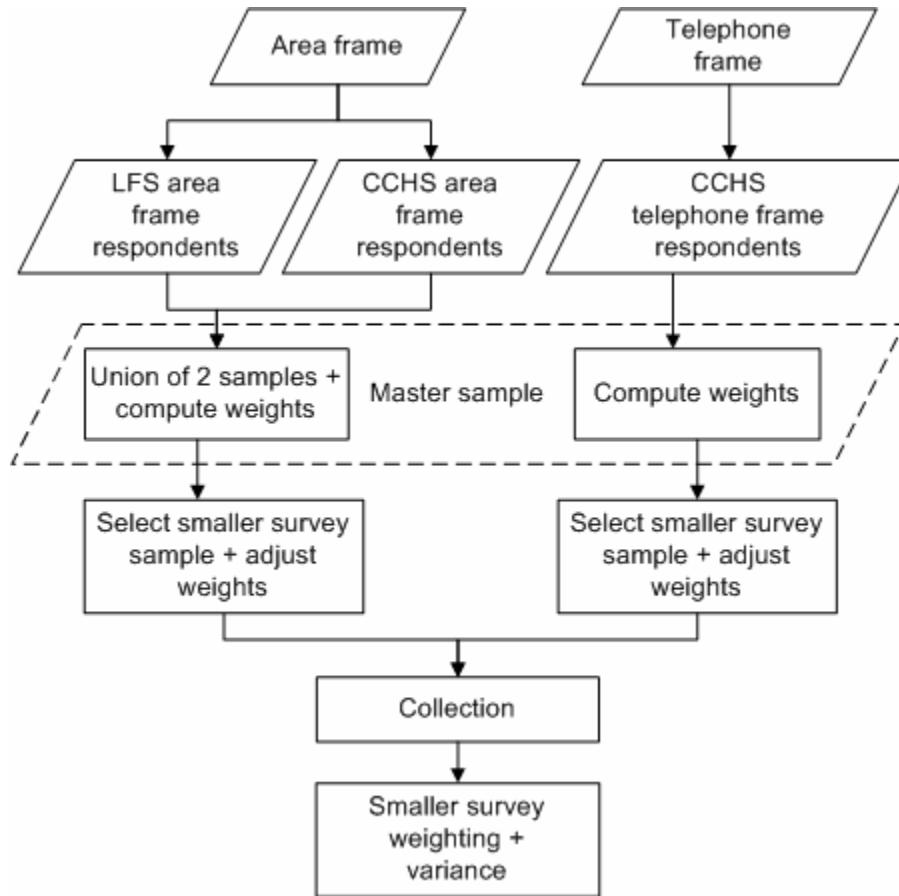 Area frame
Telephone
frame
LFS area
frame
respondents
CCHS area
frame
respondents
CCHS
telephone frame
respondents
Union of 2 samples +
compute weights
Master sample
Compute weights
Select smaller survey
sample + adjust
weights
Select smaller survey
sample + adjust
weights
Collection
Smaller survey
weighting +
variance